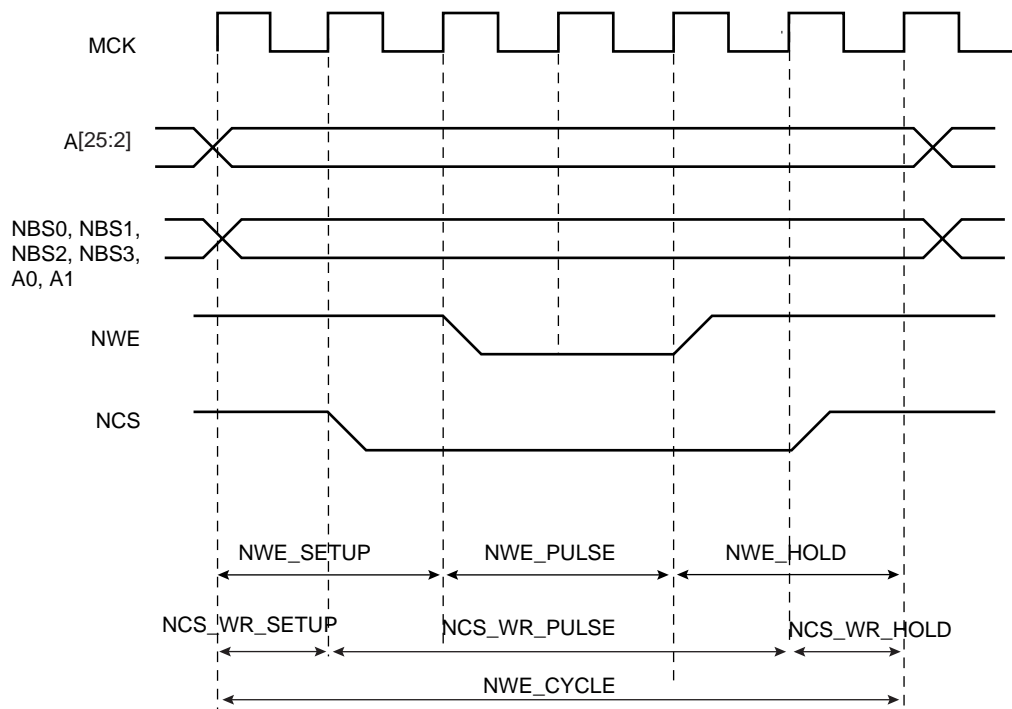 MCK
A[25:2]
NBS0, NBS1,
NBS2, NBS3,
A0, A1
NWE
NCS
NWE_SETUP
NWE_PULSE
NWE_HOLD
NCS_WR_SETUP
NCS_WR_PULSE
NCS_WR_HOLD
NWE_CYCLE